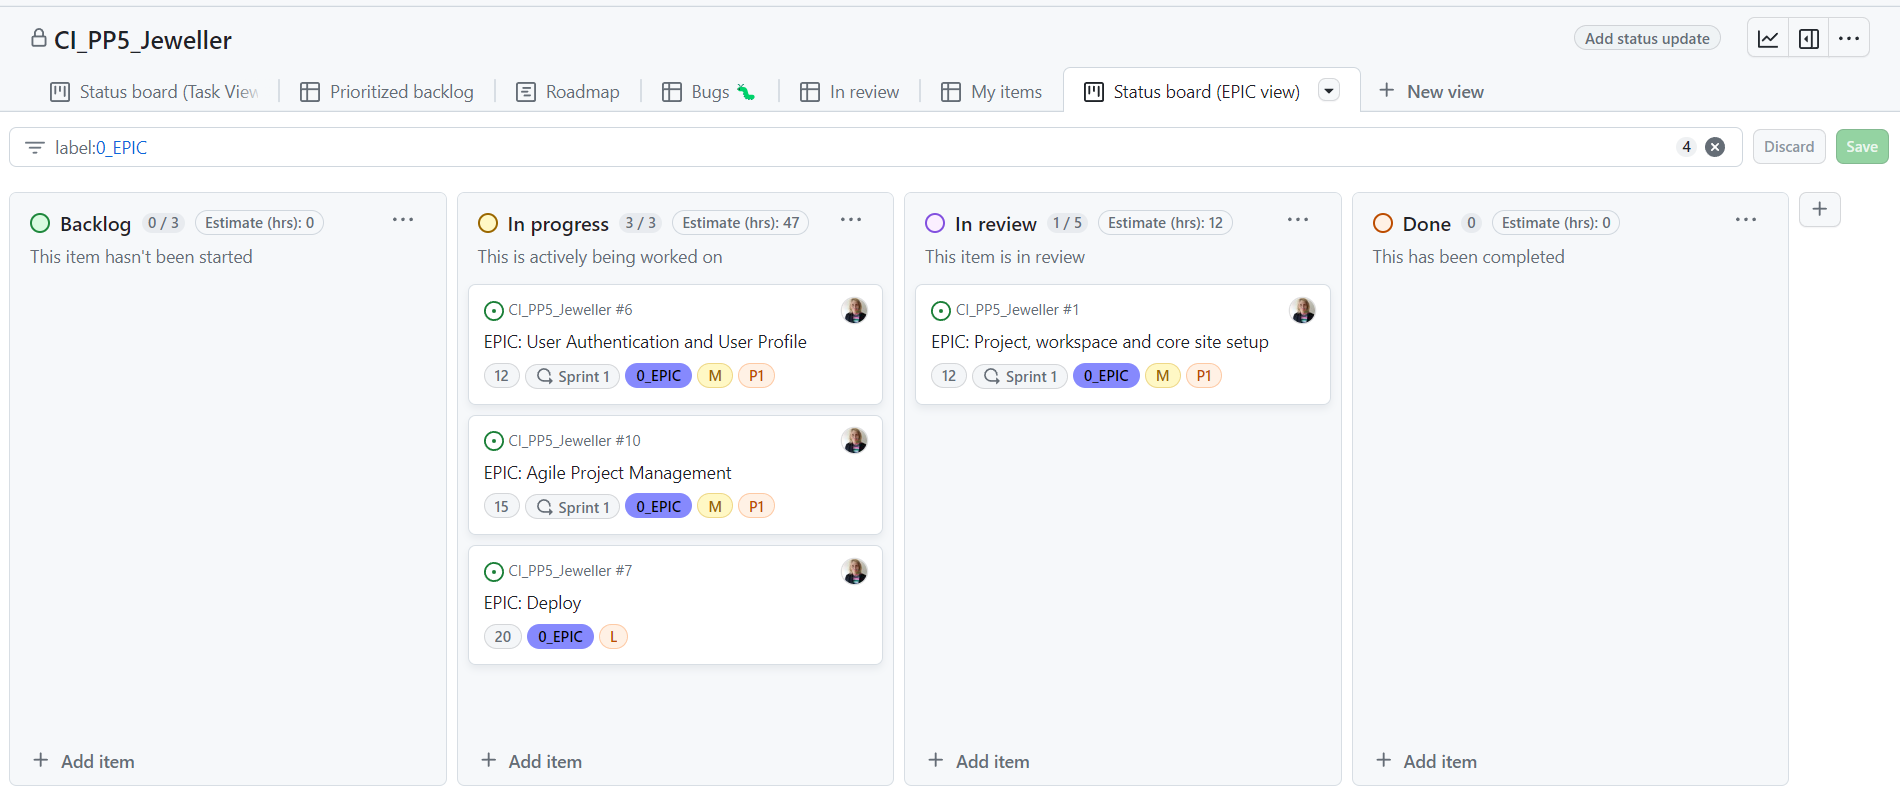 CI_PP5_Jeweller
Add status update
Status board (Task View
Prioritized backlog
Roadmap
Bugs 🐛
In review
My items
Status board (EPIC view)
New view
label:0_EPIC
4
Discard
Save
Backlog 0 / 3 Estimate (hrs): 0
This item hasn't been started
Add item
In progress 3 / 3 Estimate (hrs): 47
This is actively being worked on
CI_PP5_Jeweller #6
EPIC: User Authentication and User Profile
12 Sprint 1 0_EPIC M P1
CI_PP5_Jeweller #10
EPIC: Agile Project Management
15 Sprint 1 0_EPIC M P1
CI_PP5_Jeweller #7
EPIC: Deploy
20 0_EPIC L
Add item
In review 1 / 5 Estimate (hrs): 12
This item is in review
CI_PP5_Jeweller #1
EPIC: Project, workspace and core site setup
12 Sprint 1 0_EPIC M P1
Add item
Done 0 Estimate (hrs): 0
This has been completed
Add item